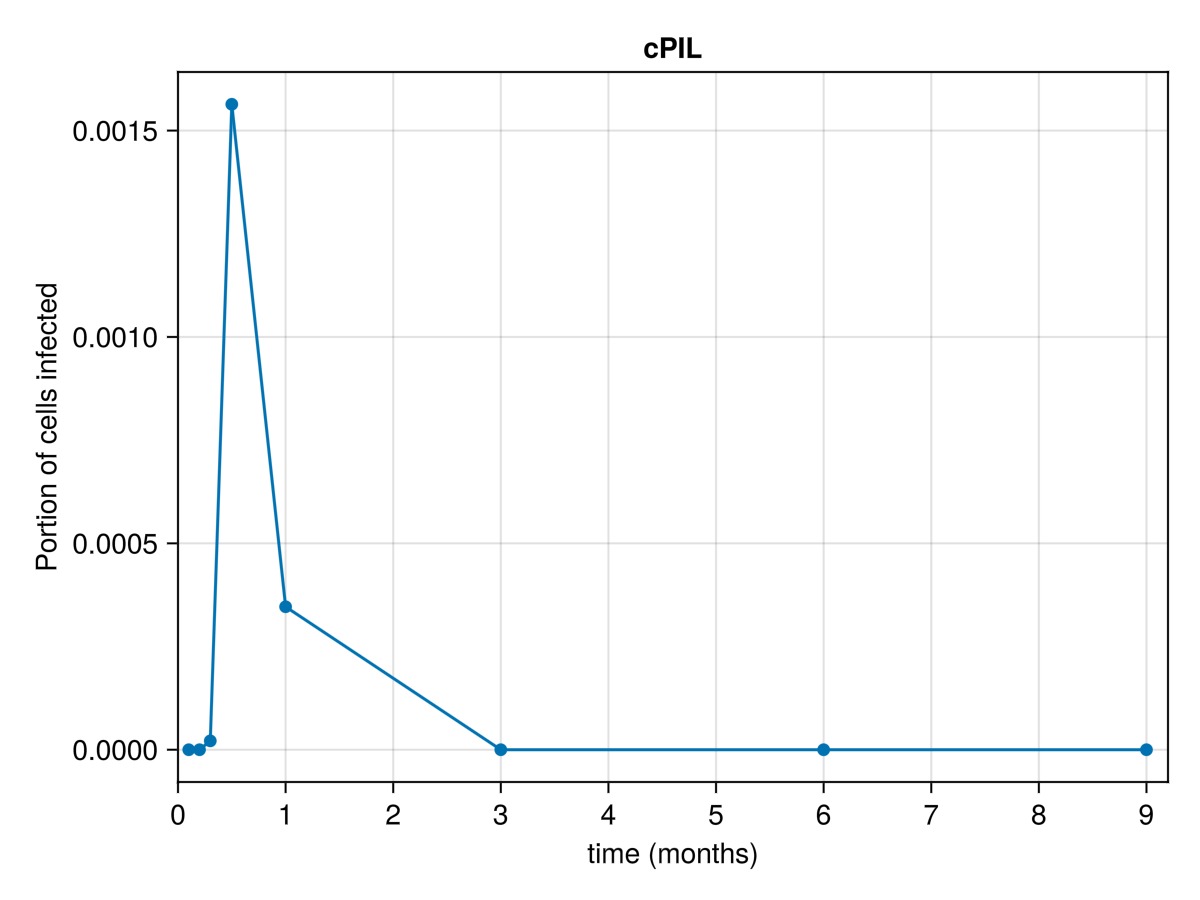 cPIL
Portion of cells infected
0.0015
0.0010
0.0005
0.0000
0 1 2 3 4 5 6 7 8 9
time (months)